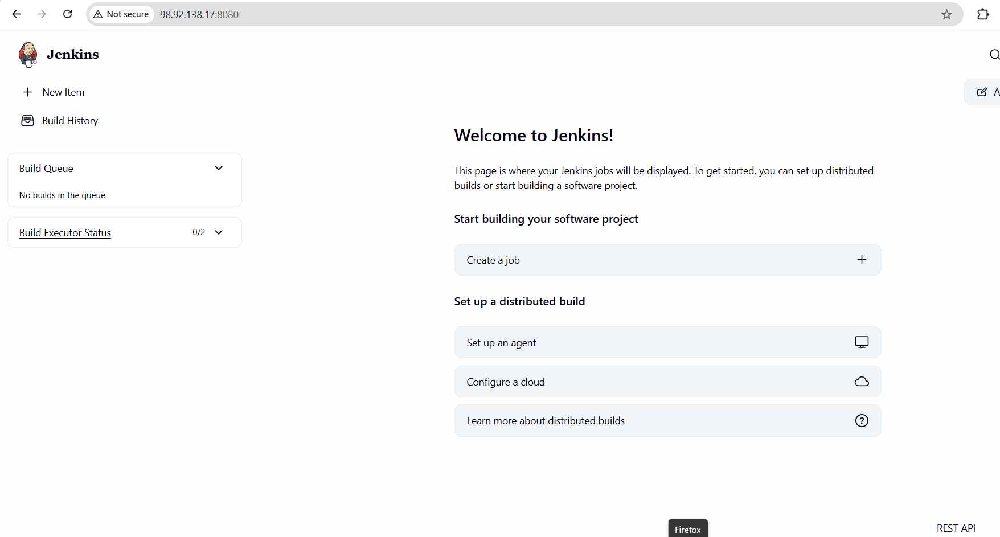 Not secure
98.92.138.17:8080
Jenkins
New Item
A
Build History
Welcome to Jenkins!
This page is where your Jenkins jobs will be displayed. To get started, you can set up distributed
builds or start building a software project.
Build Queue
No builds in the queue.
Build Executor Status
0/2
Start building your software project
Create a job
Set up a distributed build
Set up an agent
Configure a cloud
Learn more about distributed builds
Firefox
REST API